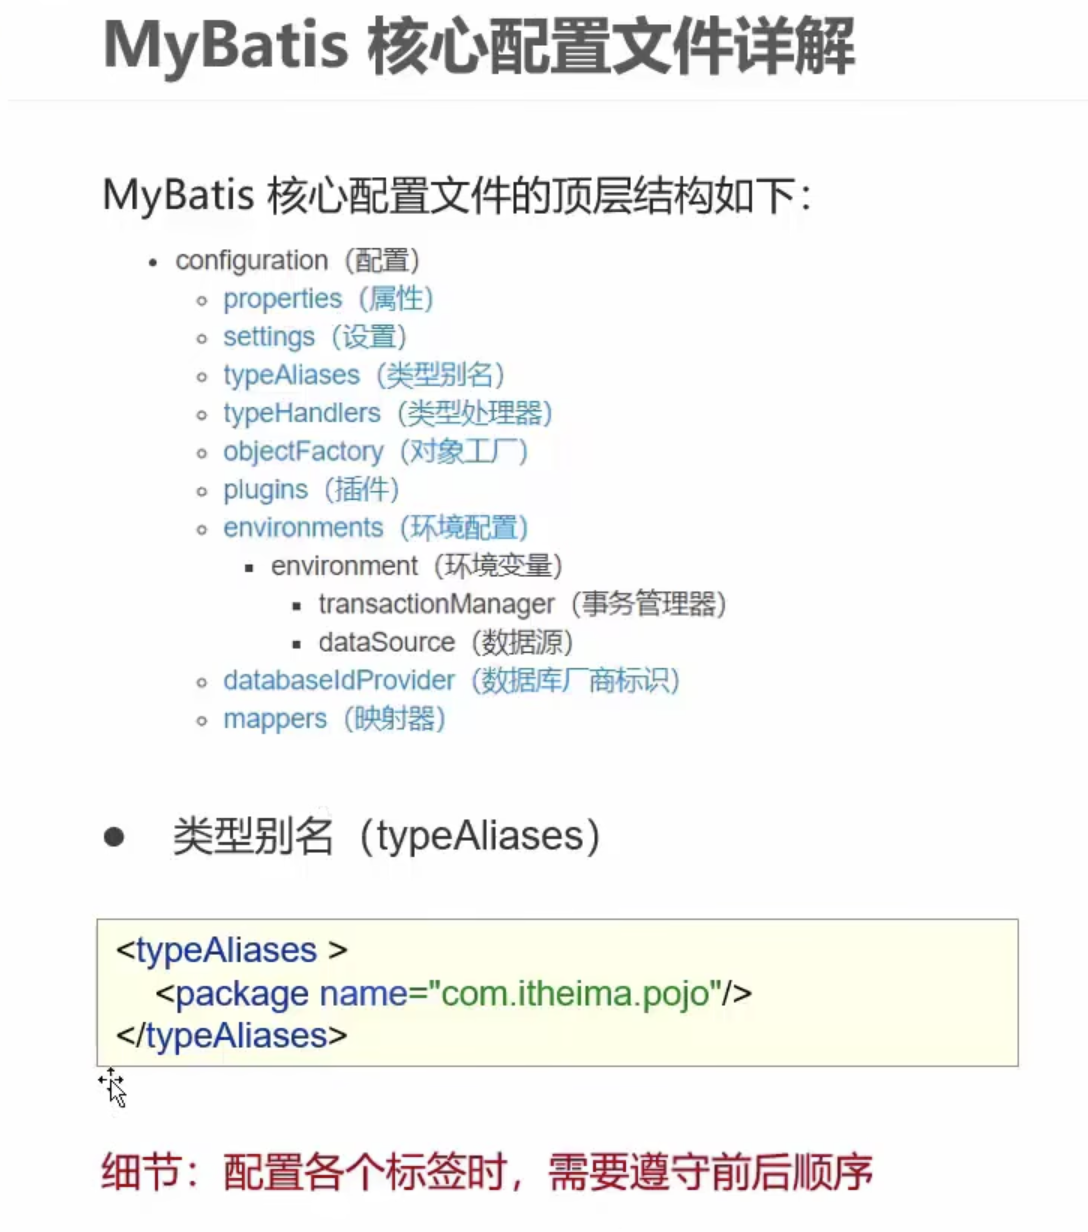 MyBatis 核心配置文件详解
MyBatis 核心配置文件的顶层结构如下：
• configuration（配置）
◦ properties（属性）
◦ settings（设置）
◦ typeAliases（类型别名）
◦ typeHandlers（类型处理器）
◦ objectFactory（对象工厂）
◦ plugins（插件）
◦ environments（环境配置）
▪ environment（环境变量）
▪ transactionManager（事务管理器）
▪ dataSource（数据源）
◦ databaseIdProvider（数据库厂商标识）
◦ mappers（映射器）
● 类型别名（typeAliases）
<typeAliases >
<package name="com.itheima.pojo"/>
</typeAliases>
细节：配置各个标签时，需要遵守前后顺序